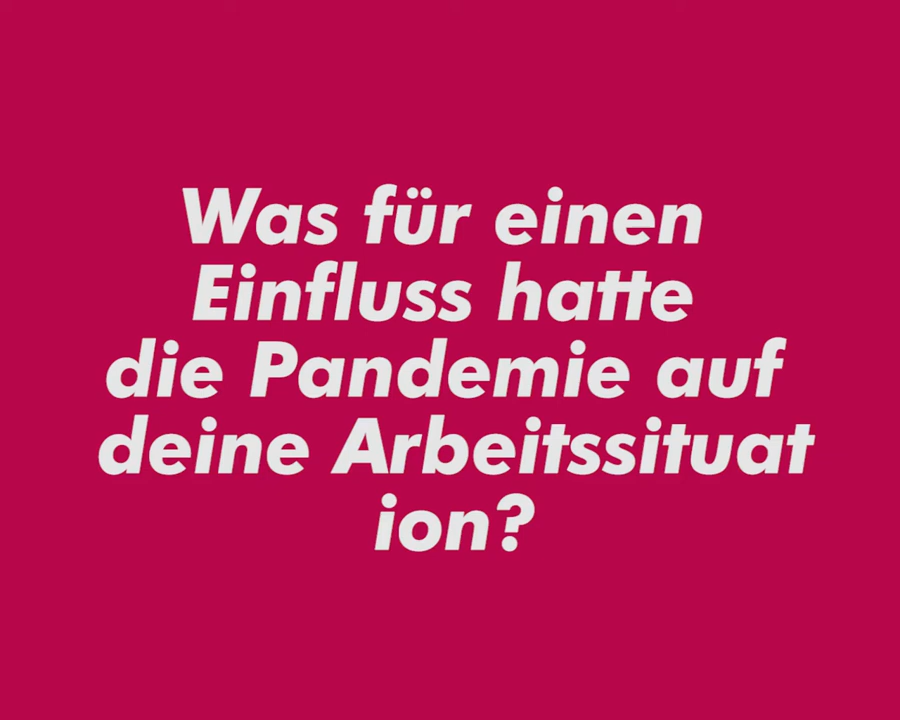 Was für einen
Einfluss hatte
die Pandemie auf
deine Arbeitssituat
ion?